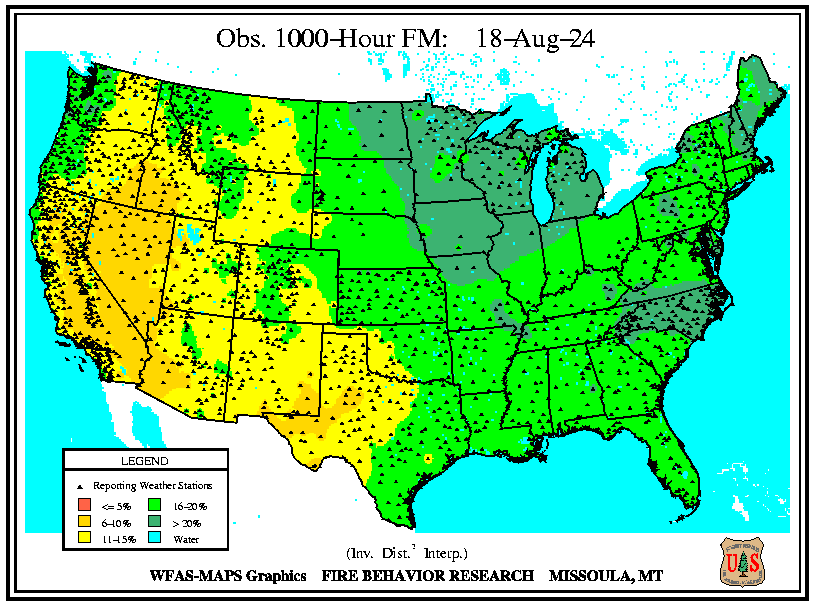 Obs. 1000-Hour FM: 18-Aug-24
LEGEND
Reporting Weather Stations
<= 5%
16-20%
6-10%
> 20%
11-15%
Water
(Inv. Dist.² Interp.)
WFAS-MAPS Graphics FIRE BEHAVIOR RESEARCH MISSOULA, MT
U S